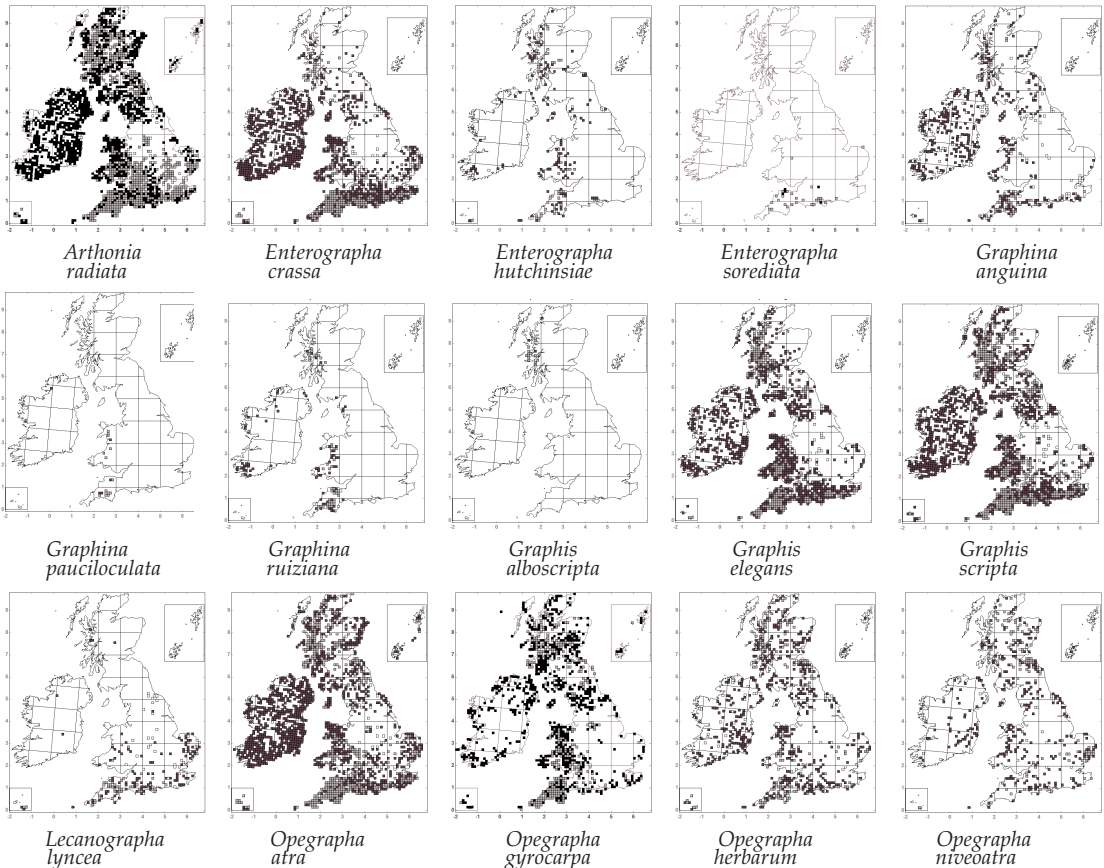 Arthonia
radiata
Enterographa
crassa
Enterographa
hutchinsiae
Enterographa
sorediata
Graphina
anguina
Graphina
pauciloculata
Graphina
ruiziana
Graphis
alboscripta
Graphis
elegans
Graphis
scripta
Lecanographa
lyncea
Opegrapha
atra
Opegrapha
gyrocarpa
Opegrapha
herbarum
Opegrapha
niveoatra